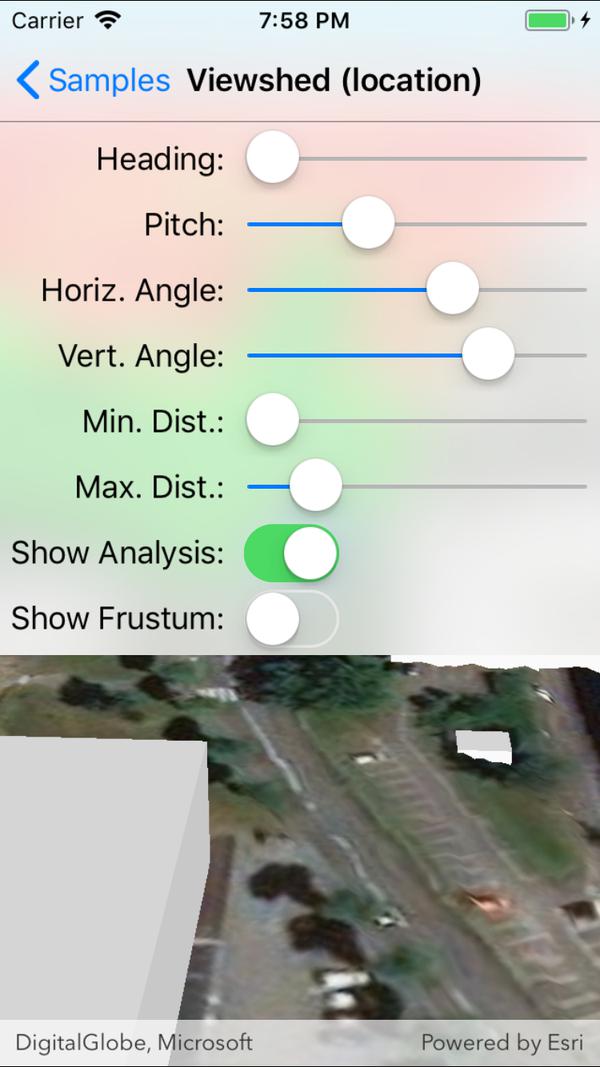 Carrier 7:58 PM
Samples Viewshed (location)
Heading:
Pitch:
Horiz. Angle:
Vert. Angle:
Min. Dist.:
Max. Dist.:
Show Analysis:
Show Frustum:
DigitalGlobe, Microsoft Powered by Esri